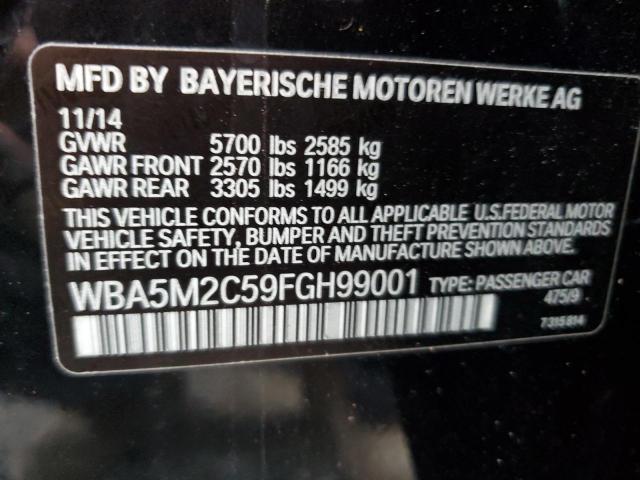 MFD BY BAYERISCHE MOTOREN WERKE AG
11/14
GVWR 5700 lbs 2585 kg
GAWR FRONT 2570 lbs 1166 kg
GAWR REAR 3305 lbs 1499 kg
THIS VEHICLE CONFORMS TO ALL APPLICABLE U.S.FEDERAL MOTOR
VEHICLE SAFETY, BUMPER AND THEFT PREVENTION STANDARDS
IN EFFECT ON THE DATE OF MANUFACTURE SHOWN ABOVE.
WBA5M2C59FGH99001 TYPE: PASSENGER CAR
475/9
7315814